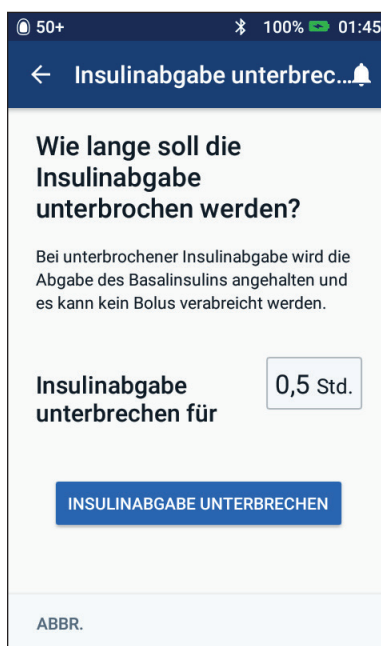 50+ 100% 01:45
Insulinabgabe unterbrec...
Wie lange soll die
Insulinabgabe
unterbrochen werden?
Bei unterbrochener Insulinabgabe wird die
Abgabe des Basalinsulins angehalten und
es kann kein Bolus verabreicht werden.
Insulinabgabe
unterbrechen für
0,5 Std.
INSULINABGABE UNTERBRECHEN
ABBR.